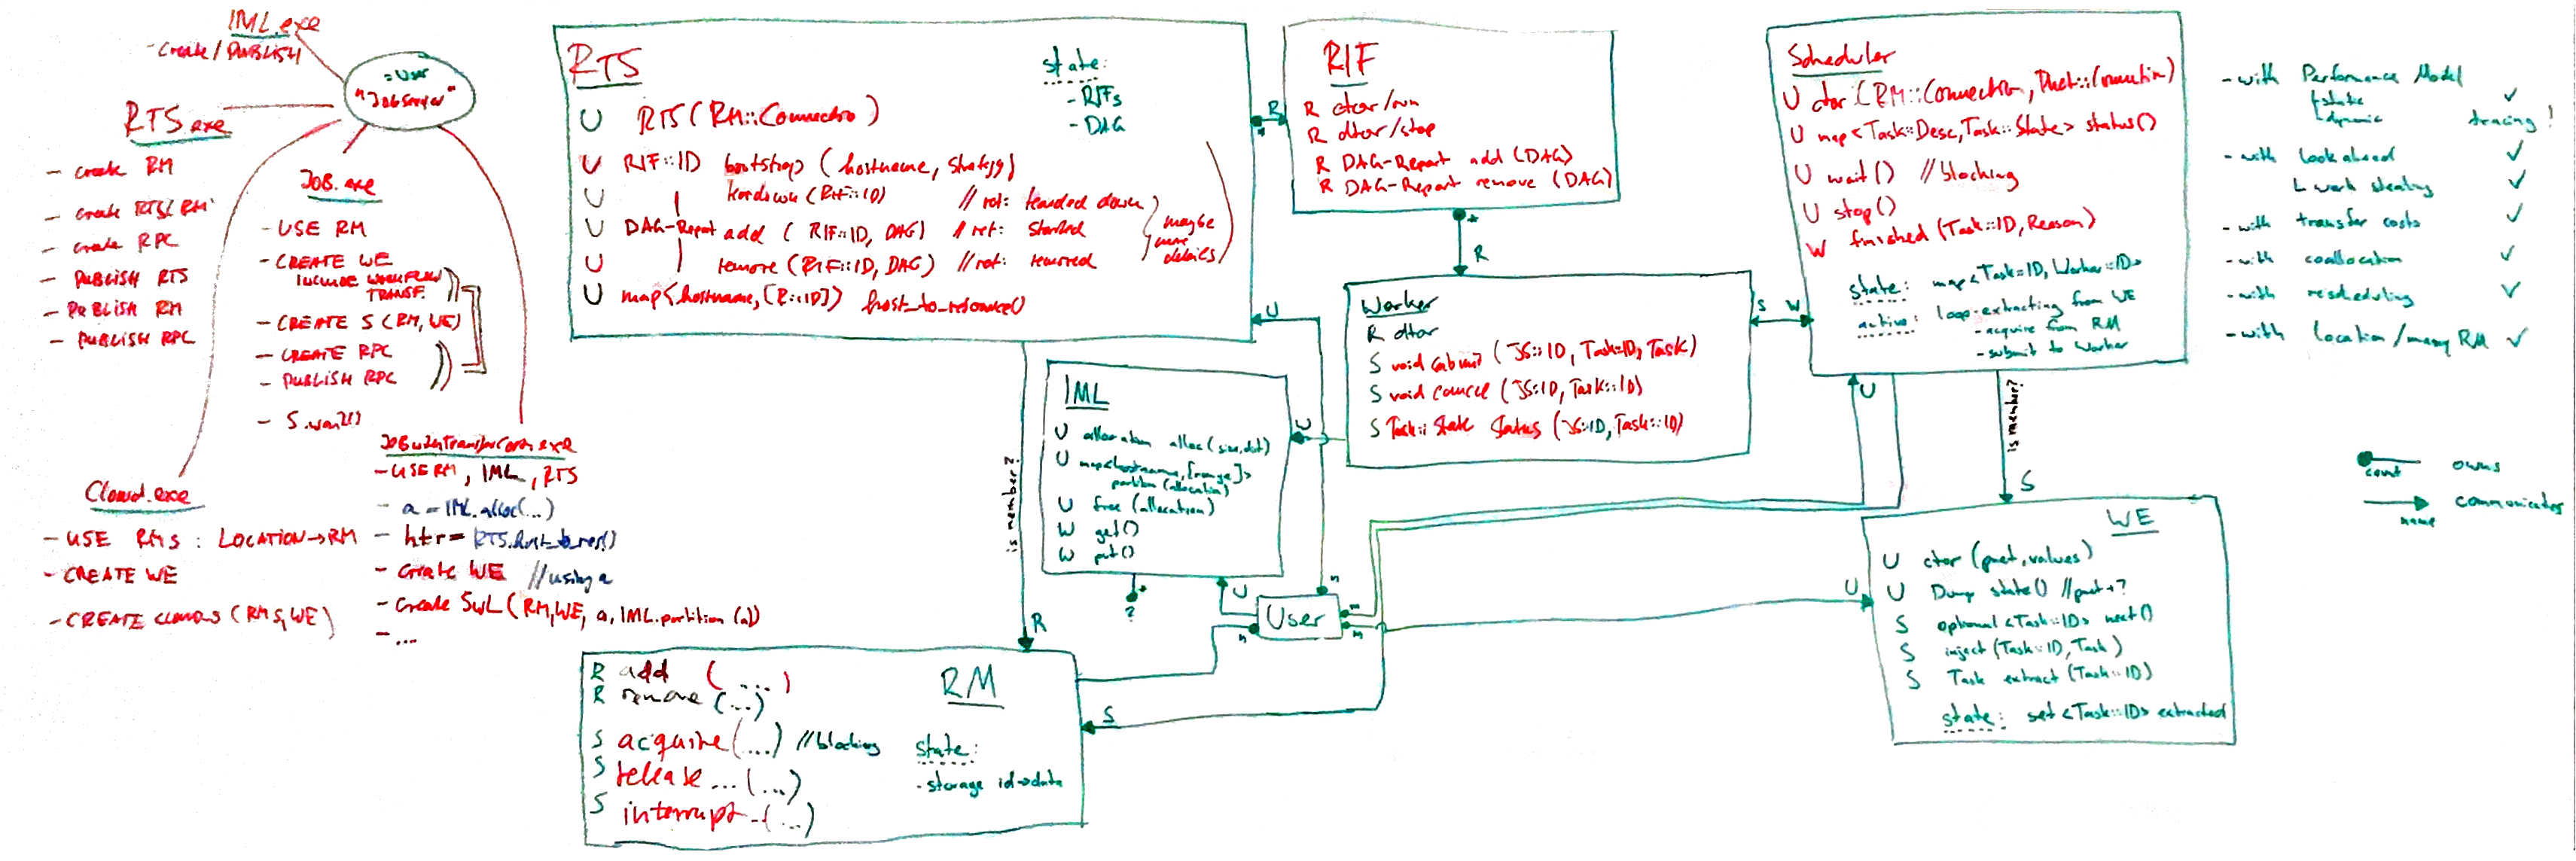 IML.exe
- Create/PUBLISH
= User
"JobServer"
RTS.exe
- create RM
- create RTS(RM)
- create RPC
- PUBLISH RTS
- PUBLISH RM
- PUBLISH RPC
JOB.exe
- USE RM
- CREATE WE
INCLUDE WORKFLOW
TRANSF.
- CREATE S (RM, WE)
- CREATE RPC
- PUBLISH RPC
- S.wait()
Cloud.exe
- USE RMs : LOCATION→RM
- CREATE WE
- CREATE CLOUDS (RMS, WE)
- USE RM, IML, RTS
- a = IML.alloc(...)
- htr = RTS.host_to_res()
- create WE //using a
- create SwL (RM, WE, a, IML.partition (a))
- ...
RTS
state:
- RIFs
- DAG
U RTS (RM::Connection)
U RIF::ID bootstrap (hostname, strategy)
U teardown (RIF::ID) // ret: teared down
U DAG-Report add (RIF::ID, DAG) // ret: started
U remove (RIF::ID, DAG) // ret: removed
maybe
more
details
U map<hostname, [R::ID]> host_to_resource()
R
RIF
R ctor/run
R dtor/stop
R DAG-Report add (DAG)
R DAG-Report remove (DAG)
*
R
Worker
R dtor
S void submit (JS::ID, Task::ID, Task)
S void cancel (JS::ID, Task::ID)
S Task::State status (JS::ID, Task::ID)
S W
Scheduler
U ctor (RM::Connection, Pnet::Connection)
U map<Task::Desc, Task::State> status()
U wait() //blocking
U stop()
W finished (Task::ID, Reason)
state: map<Task::ID, Worker::ID>
active: loop: extracting from WE
- acquire from RM
- submit to Worker
- with Performance Model
static ✓
dynamic tracing!
- with lookahead ✓
work stealing ✓
- with transfer costs ✓
- with coallocation ✓
- with rescheduling ✓
- with location/many RM ✓
count owns
name communicates
IML
U allocation alloc (size, dist)
U map<hostname, [range]>
partition (allocation)
U free (allocation)
W get()
W put()
*
?
U
U
U
n
User
n
n
n
is member?
R
RM
R add (...)
R remove (...)
S acquire (...) //blocking
S release ... (...)
S interrupt - (...)
state:
- storage id→data
S
U
is member?
S
U
WE
U ctor (pnet, values)
U Dump state() //pnet+?
S optional<Task::ID> next()
S inject (Task::ID, Task)
S Task extract (Task::ID)
state: set<Task::ID> extracted